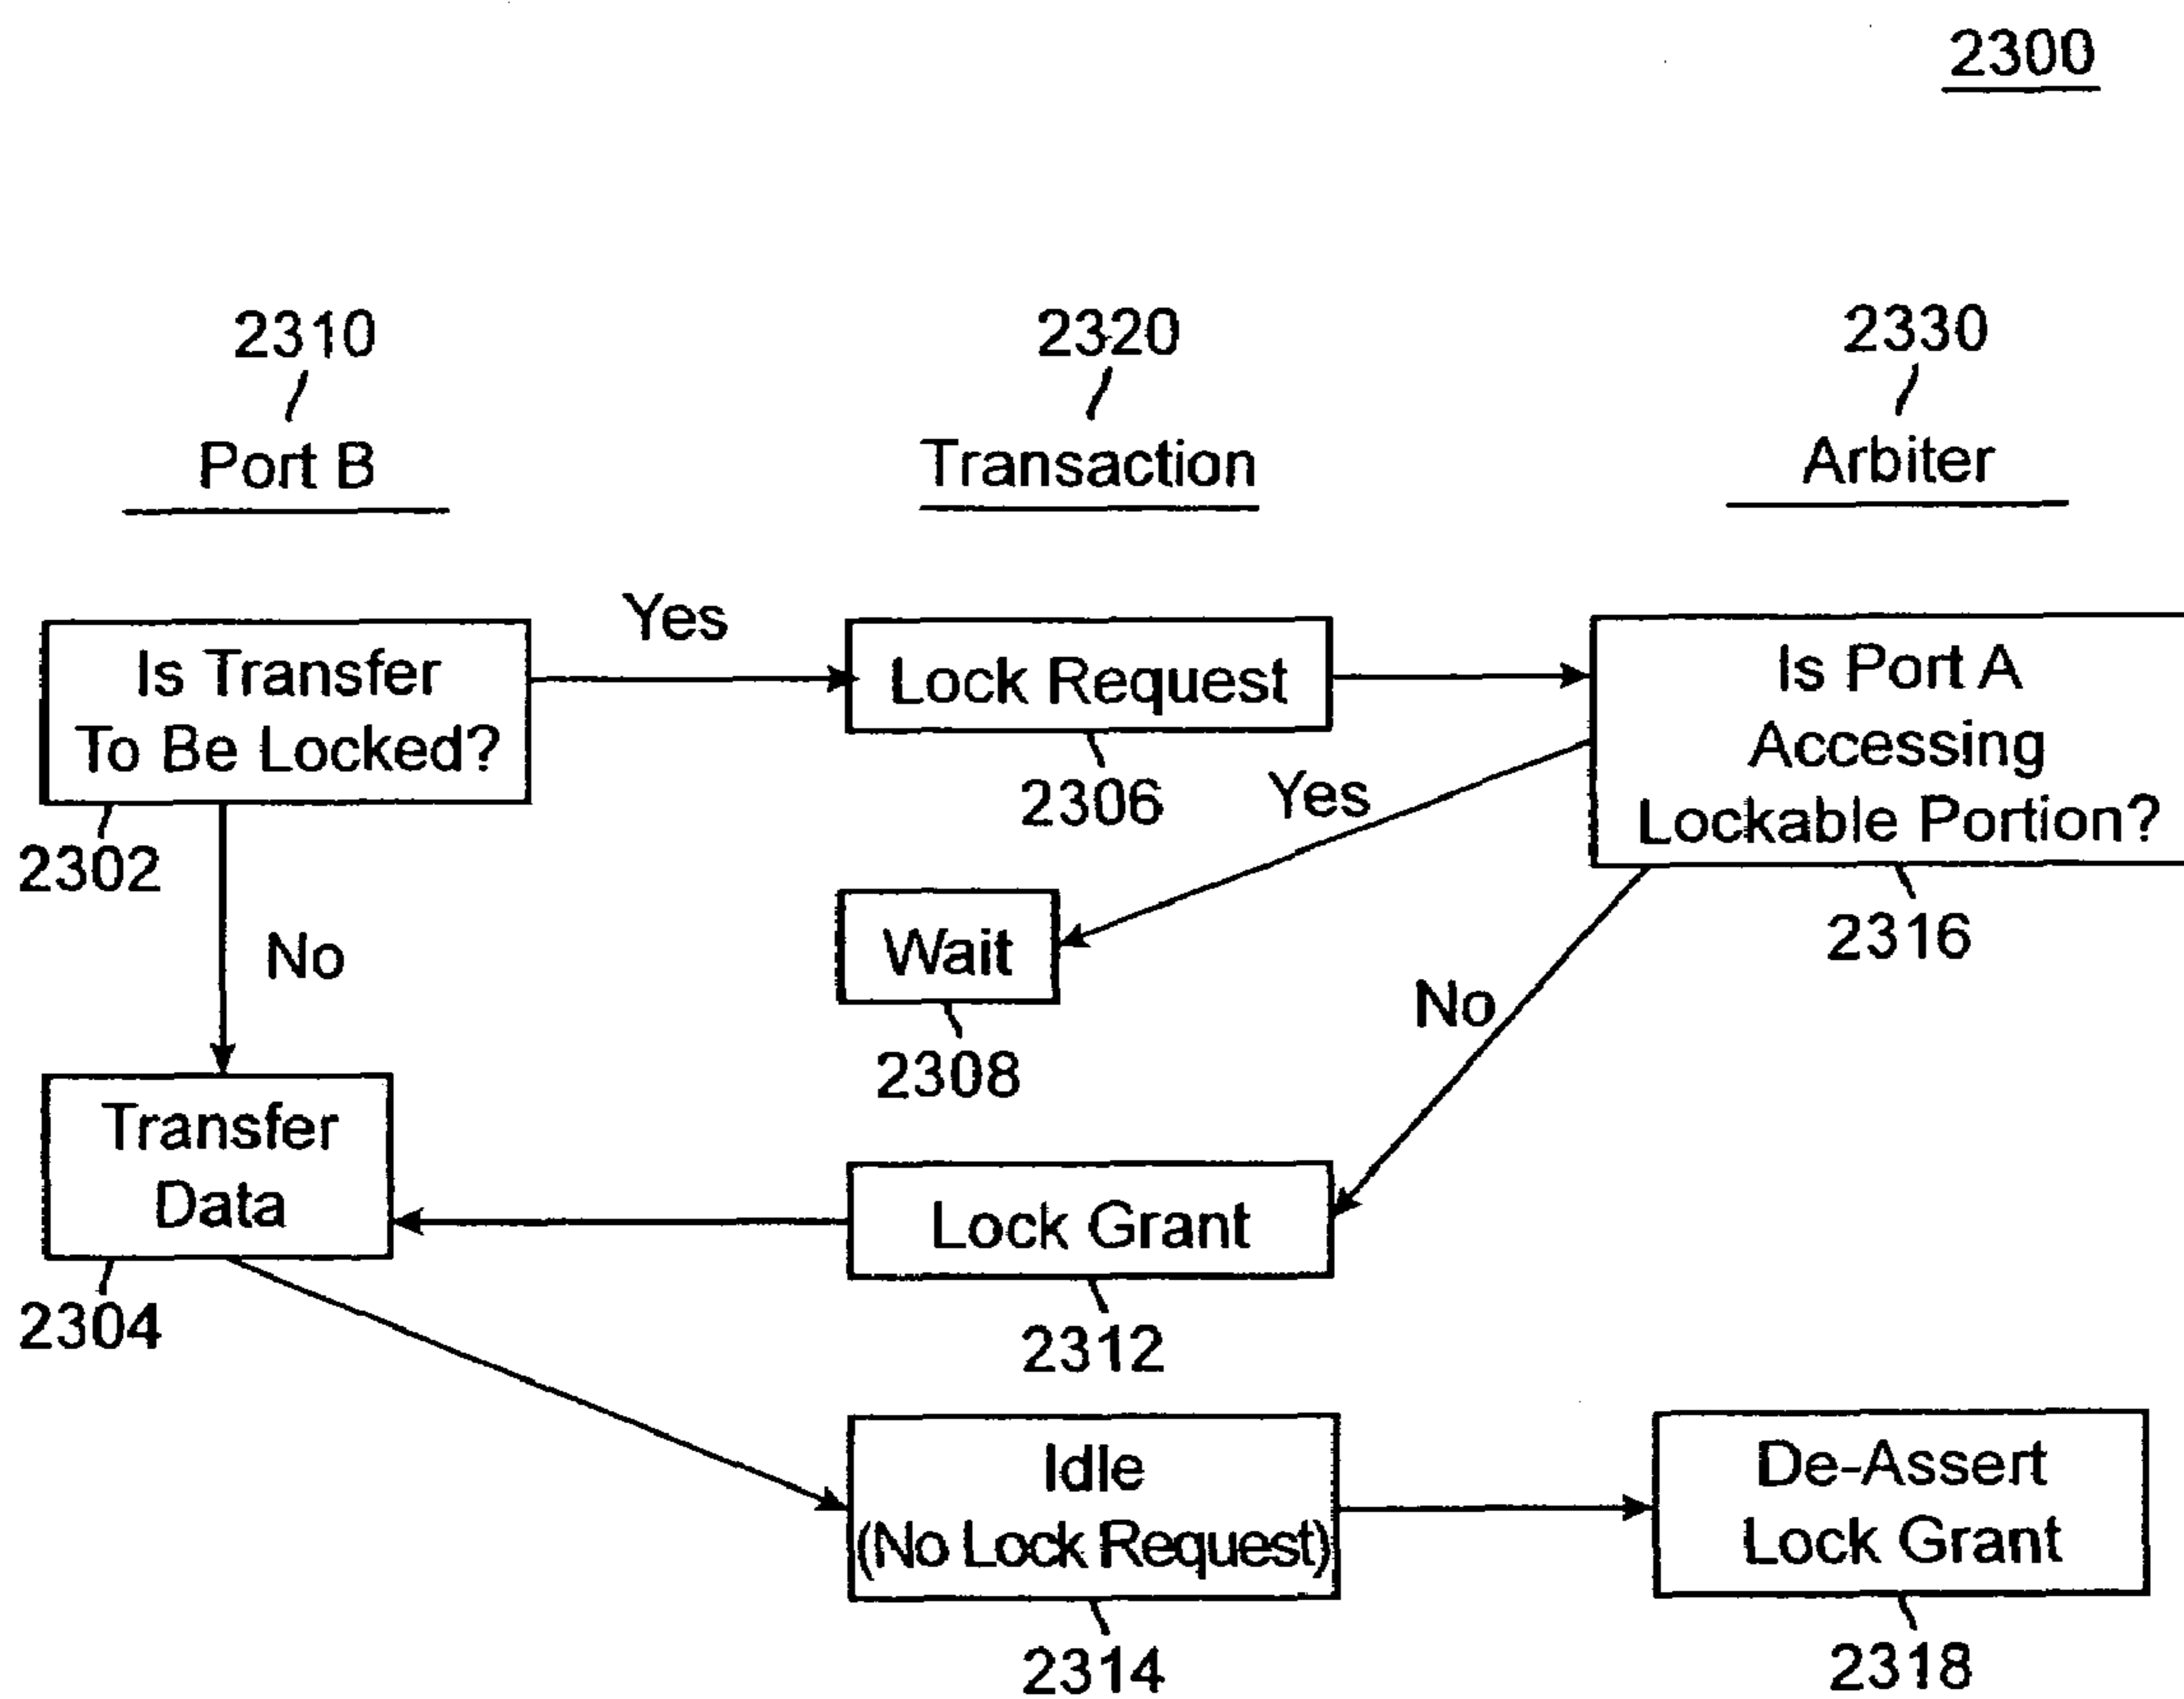 2300
2310
2320
2330
Port B
Transaction
Arbiter
Is Transfer
To Be Locked?
2302
Yes
Lock Request
2306
Is Port A
Accessing
Lockable Portion?
2316
Yes
Wait
2308
No
No
Transfer
Data
2304
Lock Grant
2312
Idle
(No Lock Request)
2314
De-Assert
Lock Grant
2318